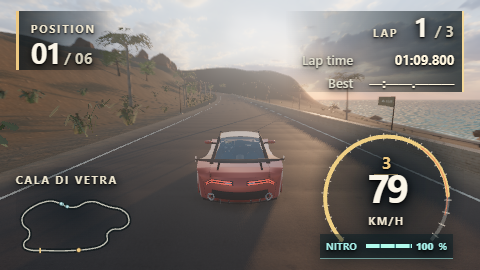 POSITION
01 / 06
LAP 1 / 3
Lap time 01:09.800
Best --:--.---
CALA DI VETRA
3
79
KM/H
NITRO 100 %